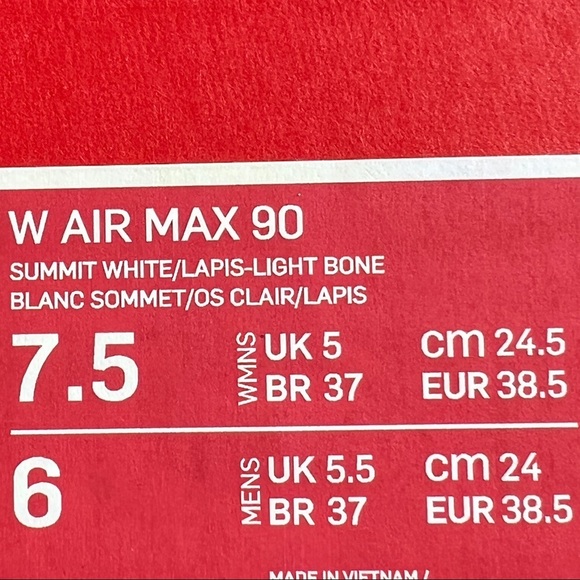 W AIR MAX 90
SUMMIT WHITE/LAPIS-LIGHT BONE
BLANC SOMMET/OS CLAIR/LAPIS
7.5 WMNS UK 5 cm 24.5
BR 37 EUR 38.5
6 MENS UK 5.5 cm 24
BR 37 EUR 38.5
MADE IN VIETNAM /